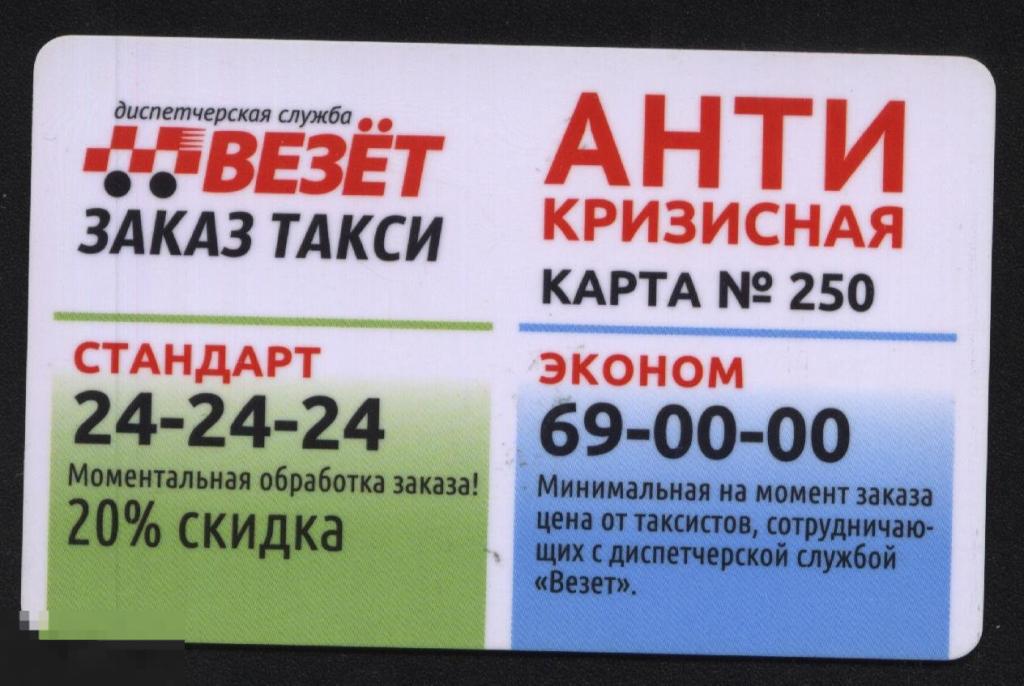 диспетчерская служба
ВЕЗЁТ
ЗАКАЗ ТАКСИ
АНТИ
КРИЗИСНАЯ
КАРТА № 250
СТАНДАРТ
24-24-24
Моментальная обработка заказа!
20% скидка
ЭКОНОМ
69-00-00
Минимальная на момент заказа
цена от таксистов, сотрудничаю-
щих с диспетчерской службой
«Везет».